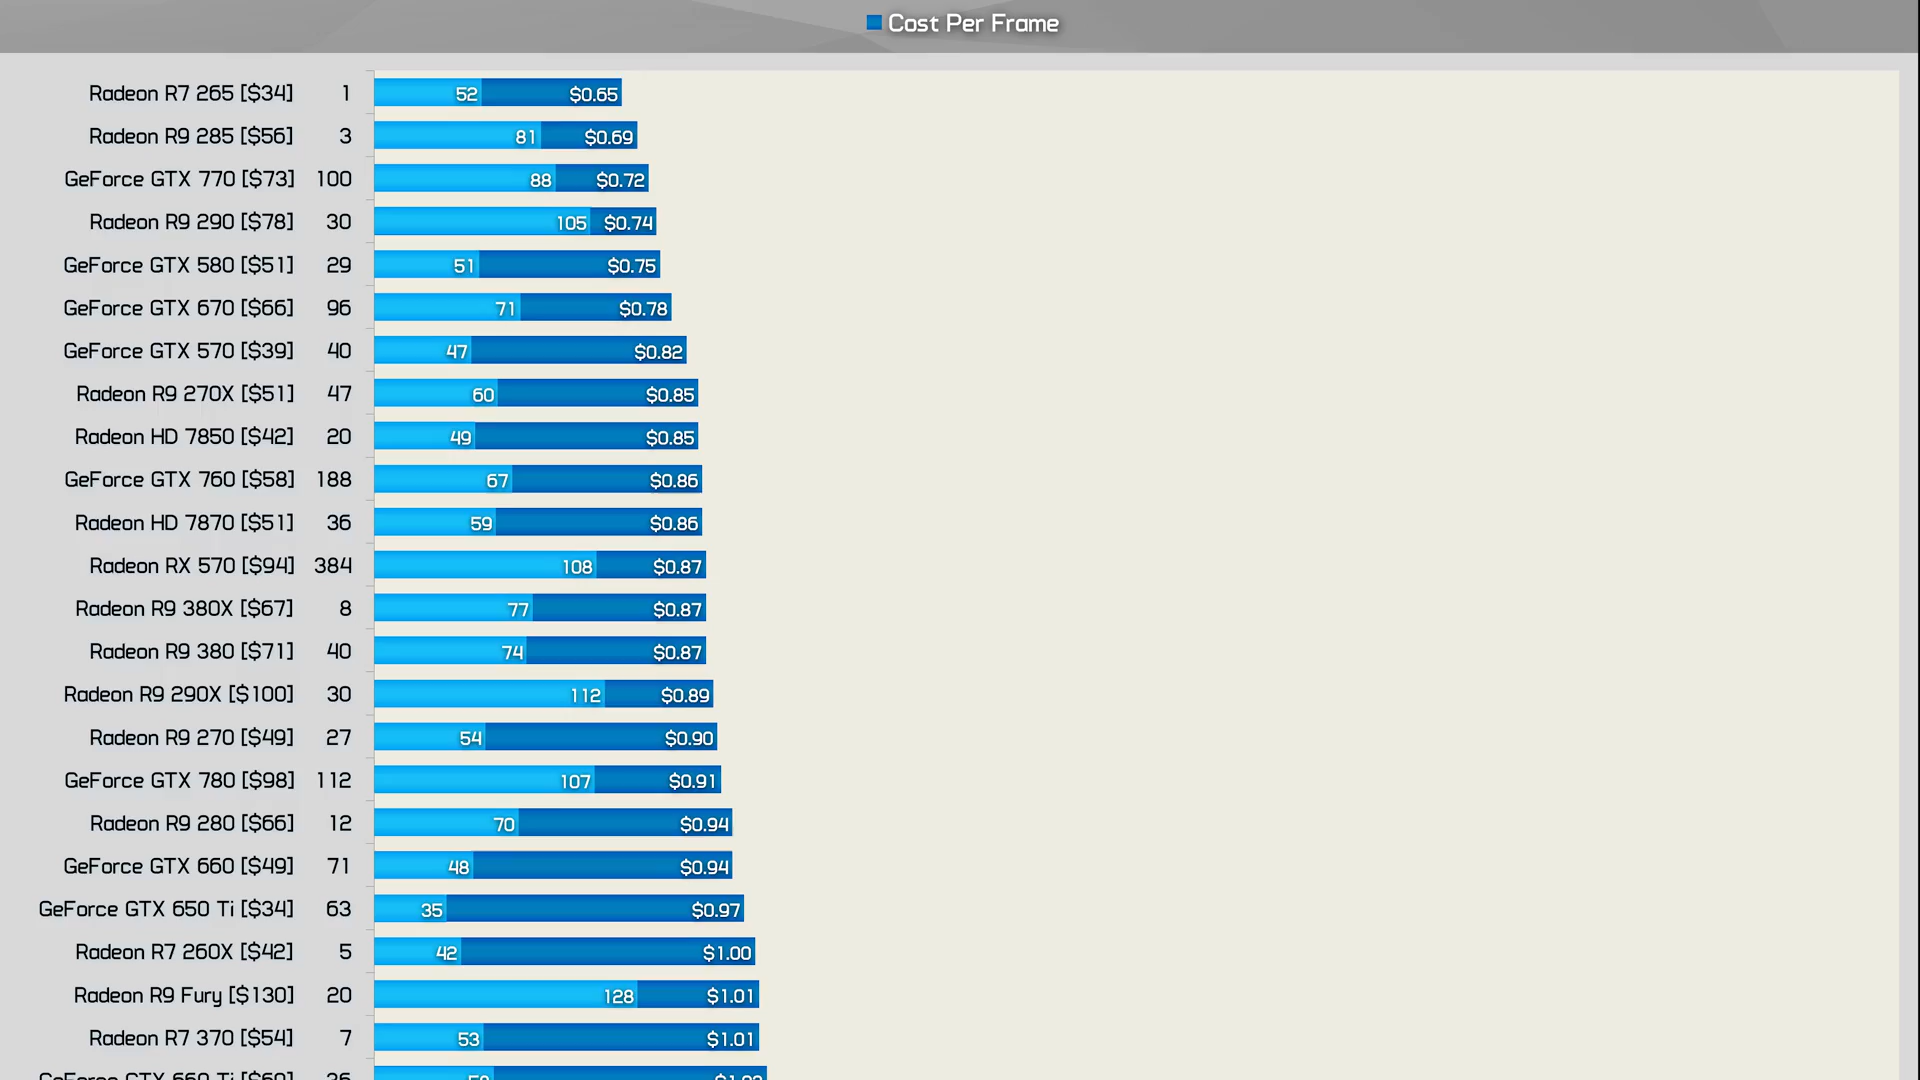 Cost Per Frame
Radeon R7 265 [$34] 1 52 $0.65
Radeon R9 285 [$56] 3 81 $0.69
GeForce GTX 770 [$73] 100 88 $0.72
Radeon R9 290 [$78] 30 105 $0.74
GeForce GTX 580 [$51] 29 51 $0.75
GeForce GTX 670 [$66] 96 71 $0.78
GeForce GTX 570 [$39] 40 47 $0.82
Radeon R9 270X [$51] 47 60 $0.85
Radeon HD 7850 [$42] 20 49 $0.85
GeForce GTX 760 [$58] 188 67 $0.86
Radeon HD 7870 [$51] 36 59 $0.86
Radeon RX 570 [$94] 384 108 $0.87
Radeon R9 380X [$67] 8 77 $0.87
Radeon R9 380 [$71] 40 74 $0.87
Radeon R9 290X [$100] 30 112 $0.89
Radeon R9 270 [$49] 27 54 $0.90
GeForce GTX 780 [$98] 112 107 $0.91
Radeon R9 280 [$66] 12 70 $0.94
GeForce GTX 660 [$49] 71 48 $0.94
GeForce GTX 650 Ti [$34] 63 35 $0.97
Radeon R7 260X [$42] 5 42 $1.00
Radeon R9 Fury [$130] 20 128 $1.01
Radeon R7 370 [$54] 7 53 $1.01
GeForce GTX 660 Ti